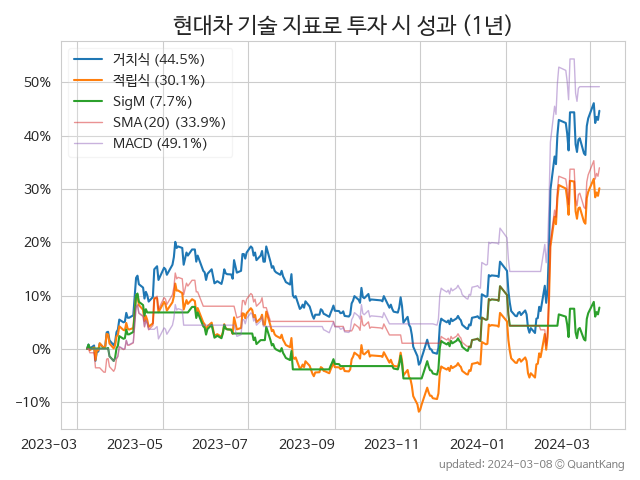 현대차 기술 지표로 투자 시 성과 (1년)
거치식 (44.5%)
적립식 (30.1%)
SigM (7.7%)
SMA(20) (33.9%)
MACD (49.1%)
50%
40%
30%
20%
10%
0%
−10%
2023−03 2023−05 2023−07 2023−09 2023−11 2024−01 2024−03
updated: 2024−03−08 © QuantKang